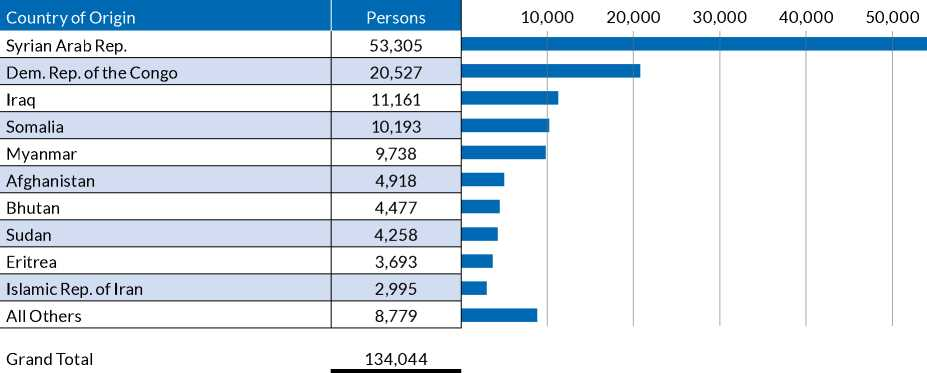 Country of Origin Persons 10,000 20,000 30,000 40,000 50,000
Syrian Arab Rep. 53,305
Dem. Rep. of the Congo 20,527
Iraq 11,161
Somalia 10,193
Myanmar 9,738
Afghanistan 4,918
Bhutan 4,477
Sudan 4,258
Eritrea 3,693
Islamic Rep. of Iran 2,995
All Others 8,779
Grand Total 134,044